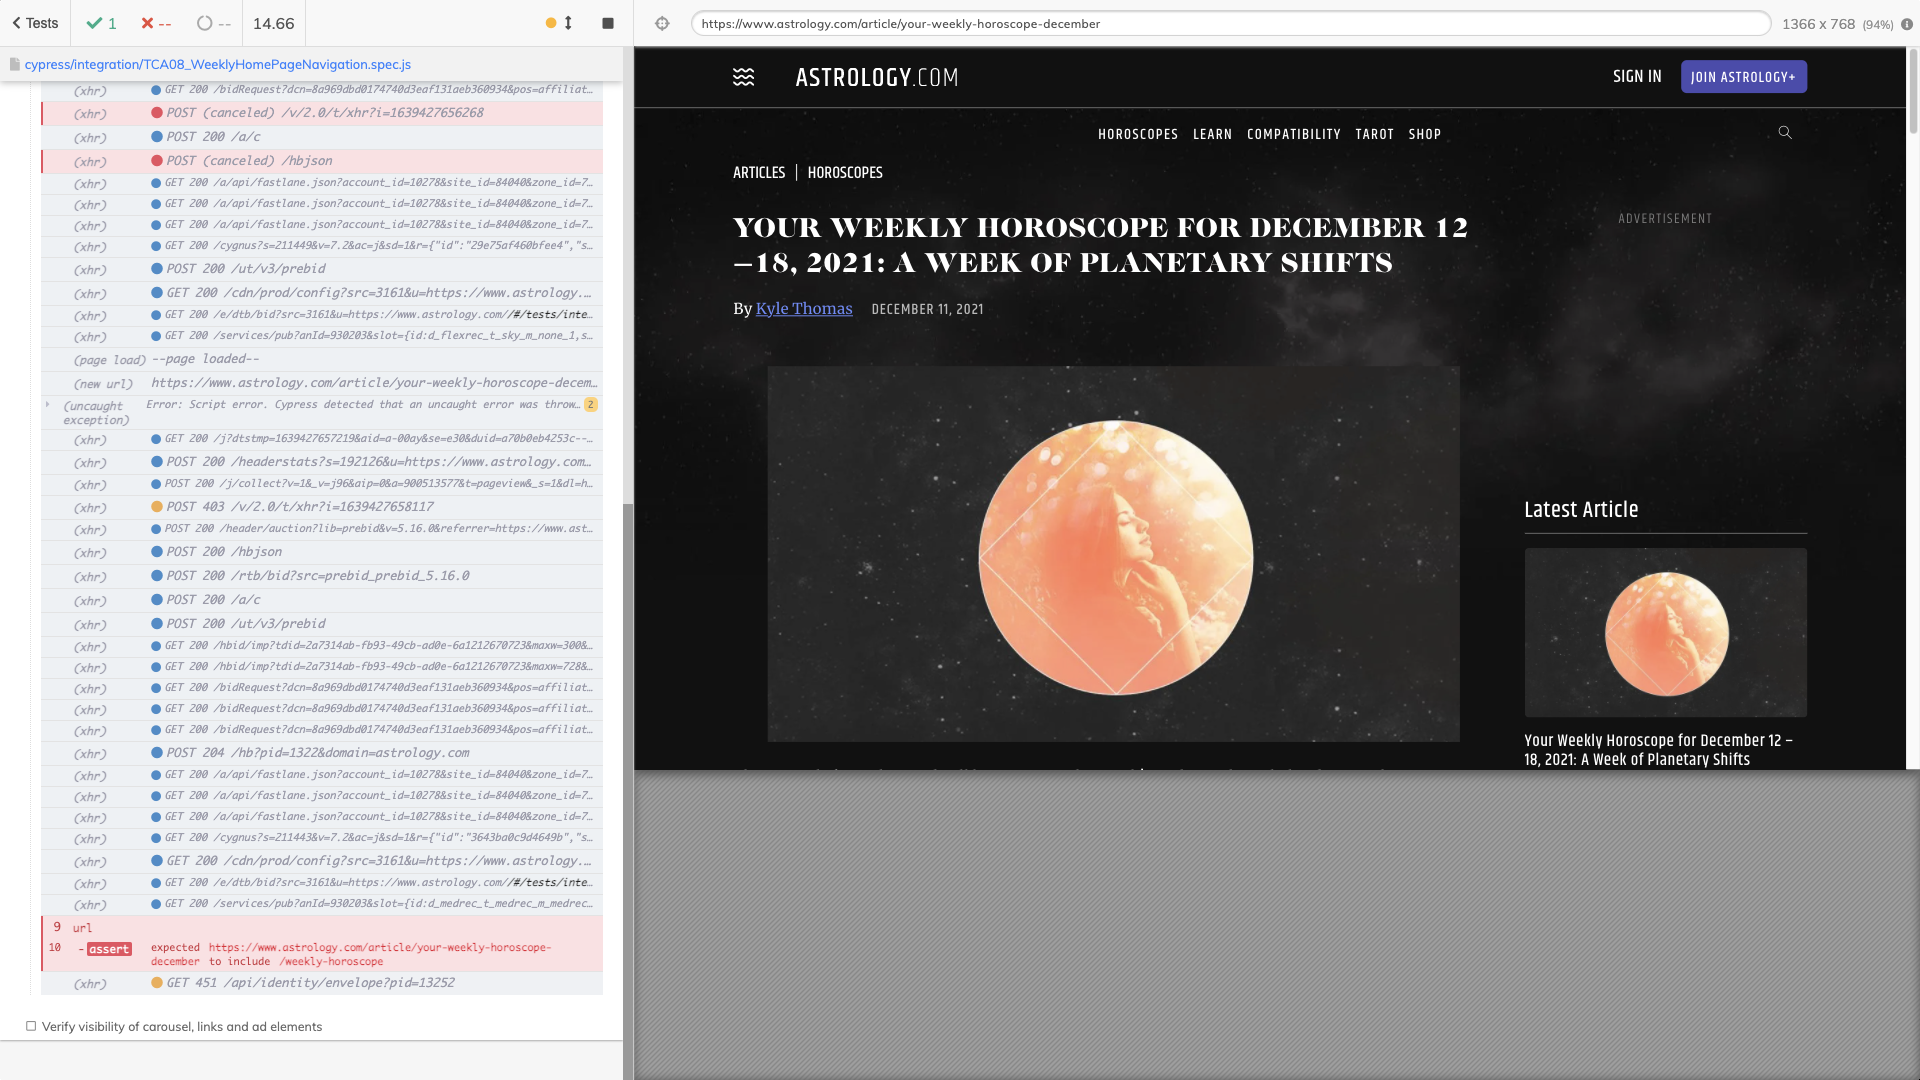 Tests
1
--
--
14.66
https://www.astrology.com/article/your-weekly-horoscope-december
1366 x 768 (94%)
cypress/integration/TCA08_WeeklyHomePageNavigation.spec.js
(xhr) GET 200 /bidRequest?dcn=8a969dbd0174740d3eaf131aeb360934&pos=affiliat…
(xhr) POST (canceled) /v/2.0/t/xhr?i=1639427656268
(xhr) POST 200 /a/c
(xhr) POST (canceled) /hbjson
(xhr) GET 200 /a/api/fastlane.json?account_id=10278&site_id=84040&zone_id=7…
(xhr) GET 200 /a/api/fastlane.json?account_id=10278&site_id=84040&zone_id=7…
(xhr) GET 200 /a/api/fastlane.json?account_id=10278&site_id=84040&zone_id=7…
(xhr) GET 200 /cygnus?s=211449&v=7.2&ac=j&sd=1&r={"id":"29e75af460bfee4","s…
(xhr) POST 200 /ut/v3/prebid
(xhr) GET 200 /cdn/prod/config?src=3161&u=https://www.astrology.…
(xhr) GET 200 /e/dtb/bid?src=3161&u=https://www.astrology.com//#/tests/inte…
(xhr) GET 200 /services/pub?anId=930203&slot={id:d_flexrec_t_sky_m_none_1,s…
(page load) --page loaded--
(new url) https://www.astrology.com/article/your-weekly-horoscope-decem…
(uncaught exception) Error: Script error. Cypress detected that an uncaught error was throw… 2
(xhr) GET 200 /j?dtstmp=1639427657219&aid=a-00ay&se=e30&duid=a70b0eb4253c--…
(xhr) POST 200 /headerstats?s=192126&u=https://www.astrology.com…
(xhr) POST 200 /j/collect?v=1&_v=j96&aip=0&a=900513577&t=pageview&_s=1&dl=h…
(xhr) POST 403 /v/2.0/t/xhr?i=1639427658117
(xhr) POST 200 /header/auction?lib=prebid&v=5.16.0&referrer=https://www.ast…
(xhr) POST 200 /hbjson
(xhr) POST 200 /rtb/bid?src=prebid_prebid_5.16.0
(xhr) POST 200 /a/c
(xhr) POST 200 /ut/v3/prebid
(xhr) GET 200 /hbid/imp?tdid=2a7314ab-fb93-49cb-ad0e-6a1212670723&maxw=300&…
(xhr) GET 200 /hbid/imp?tdid=2a7314ab-fb93-49cb-ad0e-6a1212670723&maxw=728&…
(xhr) GET 200 /bidRequest?dcn=8a969dbd0174740d3eaf131aeb360934&pos=affiliat…
(xhr) GET 200 /bidRequest?dcn=8a969dbd0174740d3eaf131aeb360934&pos=affiliat…
(xhr) GET 200 /bidRequest?dcn=8a969dbd0174740d3eaf131aeb360934&pos=affiliat…
(xhr) POST 204 /hb?pid=1322&domain=astrology.com
(xhr) GET 200 /a/api/fastlane.json?account_id=10278&site_id=84040&zone_id=7…
(xhr) GET 200 /a/api/fastlane.json?account_id=10278&site_id=84040&zone_id=7…
(xhr) GET 200 /a/api/fastlane.json?account_id=10278&site_id=84040&zone_id=7…
(xhr) GET 200 /cygnus?s=211443&v=7.2&ac=j&sd=1&r={"id":"3643ba0c9d4649b","s…
(xhr) GET 200 /cdn/prod/config?src=3161&u=https://www.astrology.…
(xhr) GET 200 /e/dtb/bid?src=3161&u=https://www.astrology.com//#/tests/inte…
(xhr) GET 200 /services/pub?anId=930203&slot={id:d_medrec_t_medrec_m_medrec…
9 url
10 -assert expected https://www.astrology.com/article/your-weekly-horoscope-
december to include /weekly-horoscope
(xhr) GET 451 /api/identity/envelope?pid=13252
Verify visibility of carousel, links and ad elements
ASTROLOGY.COM
SIGN IN
JOIN ASTROLOGY+
HOROSCOPES LEARN COMPATIBILITY TAROT SHOP
ARTICLES | HOROSCOPES
YOUR WEEKLY HOROSCOPE FOR DECEMBER 12
–18, 2021: A WEEK OF PLANETARY SHIFTS
By Kyle Thomas DECEMBER 11, 2021
ADVERTISEMENT
Latest Article
Your Weekly Horoscope for December 12 –
18, 2021: A Week of Planetary Shifts